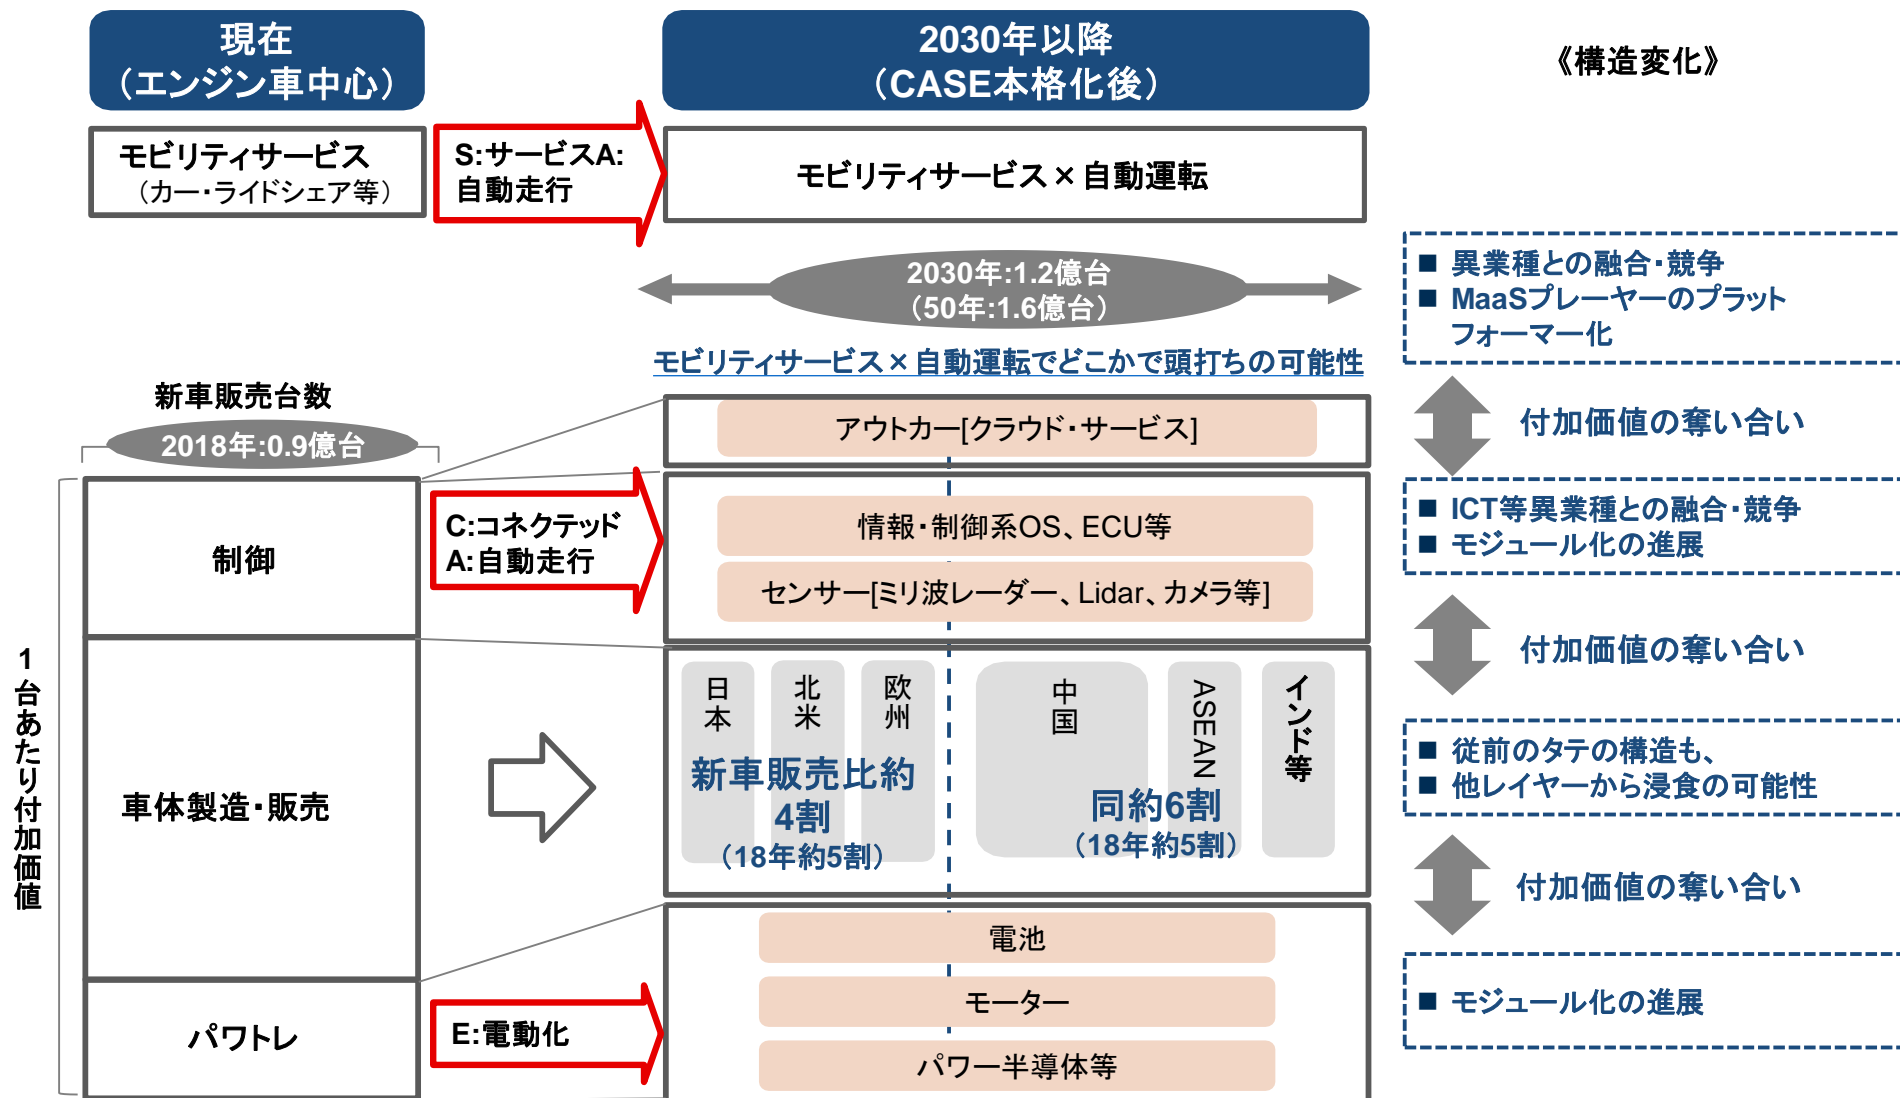 現在
（エンジン車中心）
2030年以降
（CASE本格化後）
《構造変化》
モビリティサービス
（カー・ライドシェア等）
S:サービスA:
自動走行
モビリティサービス×自動運転
2030年:1.2億台
（50年:1.6億台）
モビリティサービス×自動運転でどこかで頭打ちの可能性
■ 異業種との融合・競争
■ MaaSプレーヤーのプラット
フォーマー化
新車販売台数
2018年:0.9億台
アウトカー[クラウド・サービス]
付加価値の奪い合い
1台あたり付加価値
制御
C:コネクテッド
A:自動走行
情報・制御系OS、ECU等
センサー[ミリ波レーダー、Lidar、カメラ等]
■ ICT等異業種との融合・競争
■ モジュール化の進展
付加価値の奪い合い
車体製造・販売
日本
北米
欧州
中国
ASEAN
インド等
新車販売比約
4割
（18年約5割）
同約6割
（18年約5割）
■ 従前のタテの構造も、
■ 他レイヤーから浸食の可能性
付加価値の奪い合い
パワトレ
E:電動化
電池
モーター
パワー半導体等
■ モジュール化の進展